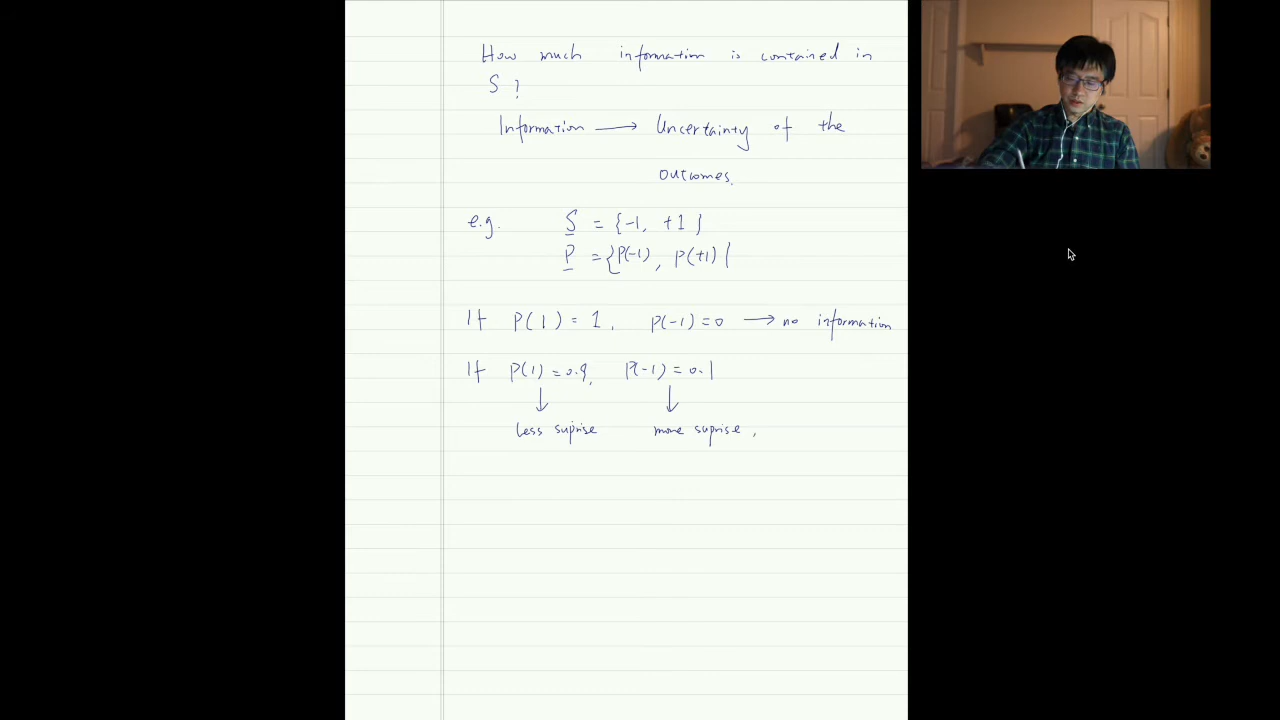 How much information is contained in
S ?
Information → Uncertainty of the
outcomes.
e.g. S = {-1, +1}
P = {P(-1), P(+1)}
If P(1) = 1, P(-1) = 0 → no information
If P(1) = 0.9, P(-1) = 0.1
↓ ↓
less suprise more suprise,